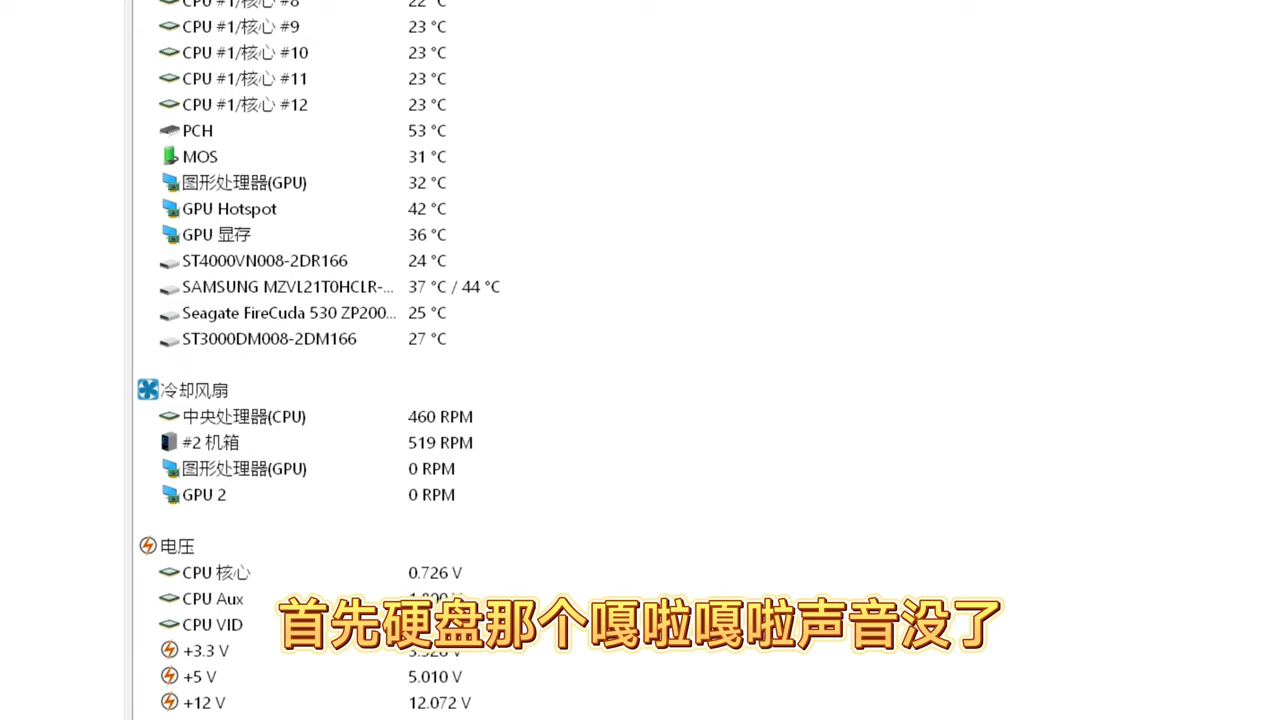 CPU #1/核心 #8 22 °C
CPU #1/核心 #9 23 °C
CPU #1/核心 #10 23 °C
CPU #1/核心 #11 23 °C
CPU #1/核心 #12 23 °C
PCH 53 °C
MOS 31 °C
图形处理器(GPU) 32 °C
GPU Hotspot 42 °C
GPU 显存 36 °C
ST4000VN008-2DR166 24 °C
SAMSUNG MZVL21T0HCLR-... 37 °C / 44 °C
Seagate FireCuda 530 ZP200... 25 °C
ST3000DM008-2DM166 27 °C
冷却风扇
中央处理器(CPU) 460 RPM
#2 机箱 519 RPM
图形处理器(GPU) 0 RPM
GPU 2 0 RPM
电压
CPU 核心 0.726 V
CPU Aux
CPU VID
首先硬盘那个嘎啦嘎啦声音没了
+3.3 V
+5 V 5.010 V
+12 V 12.072 V